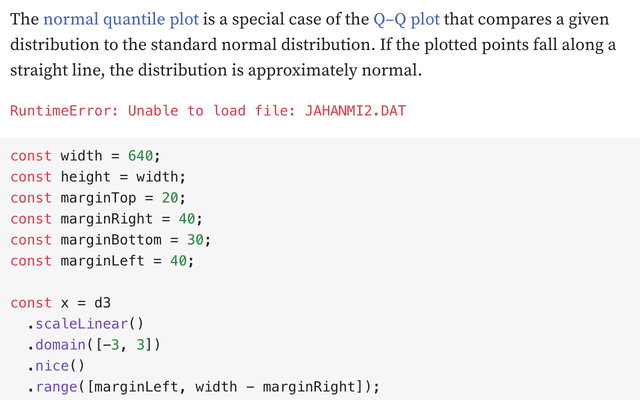 The normal quantile plot is a special case of the Q–Q plot that compares a given
distribution to the standard normal distribution. If the plotted points fall along a
straight line, the distribution is approximately normal.
RuntimeError: Unable to load file: JAHANMI2.DAT
const width = 640;
const height = width;
const marginTop = 20;
const marginRight = 40;
const marginBottom = 30;
const marginLeft = 40;
const x = d3
  .scaleLinear()
  .domain([-3, 3])
  .nice()
  .range([marginLeft, width - marginRight]);